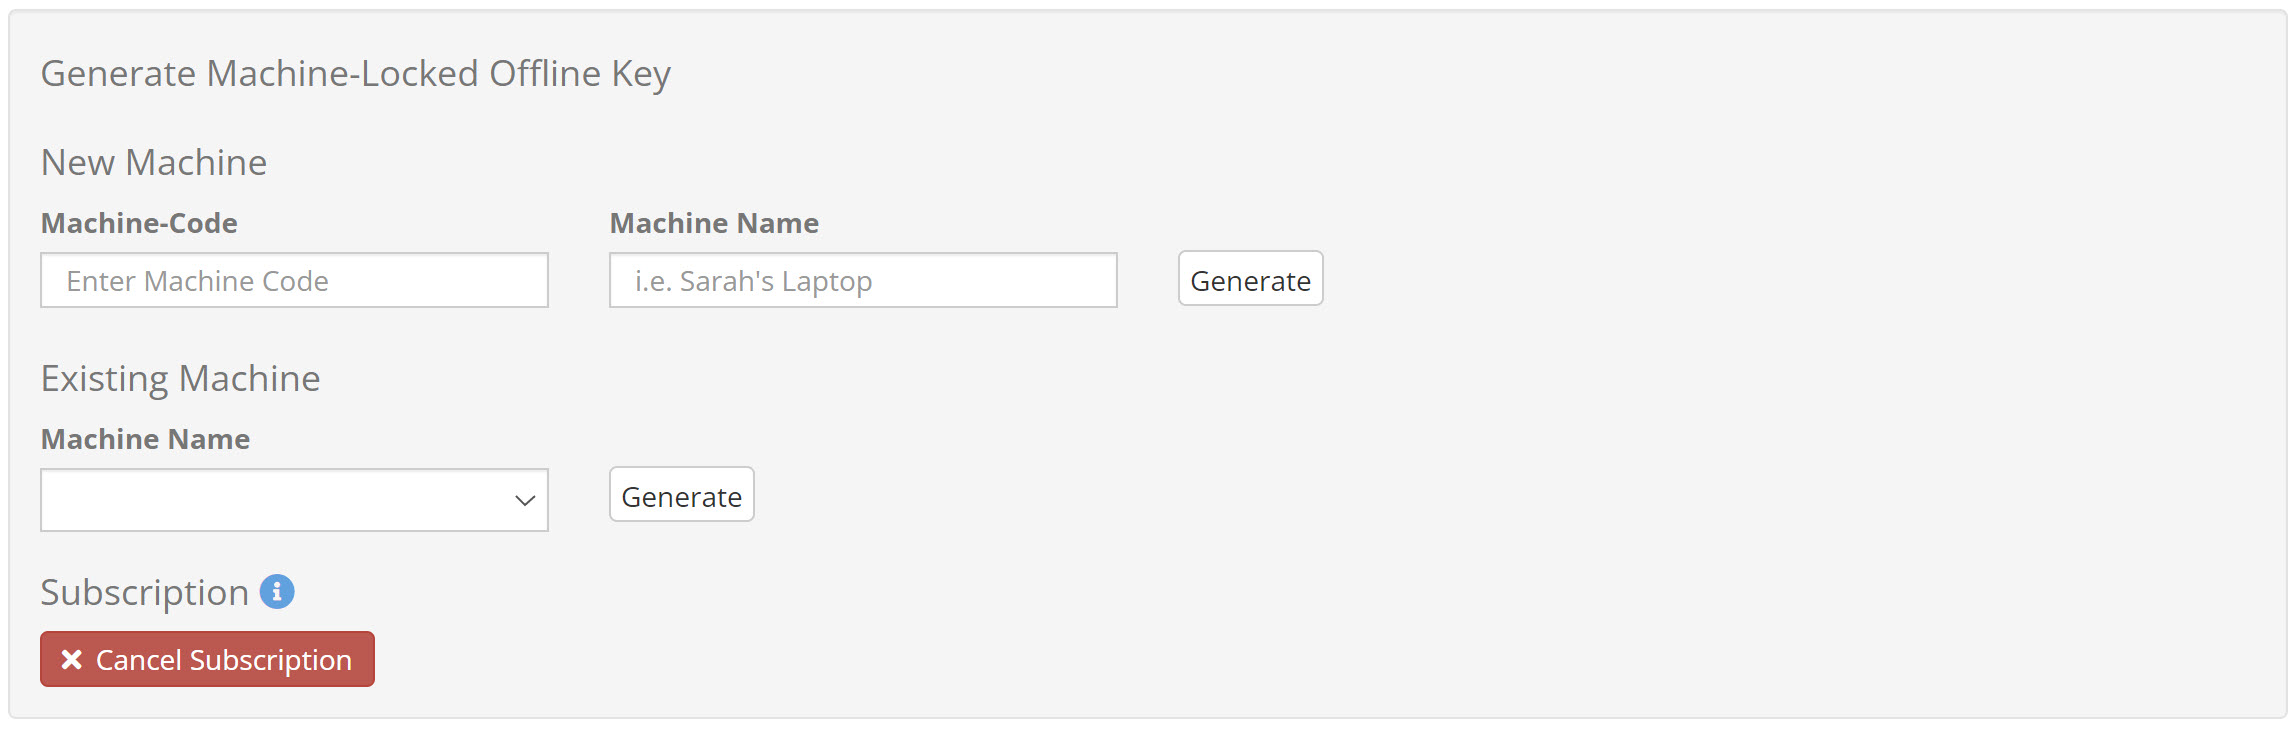 Generate Machine-Locked Offline Key
New Machine
Machine-Code Machine Name
Enter Machine Code i.e. Sarah's Laptop Generate
Existing Machine
Machine Name
Generate
Subscription
Cancel Subscription